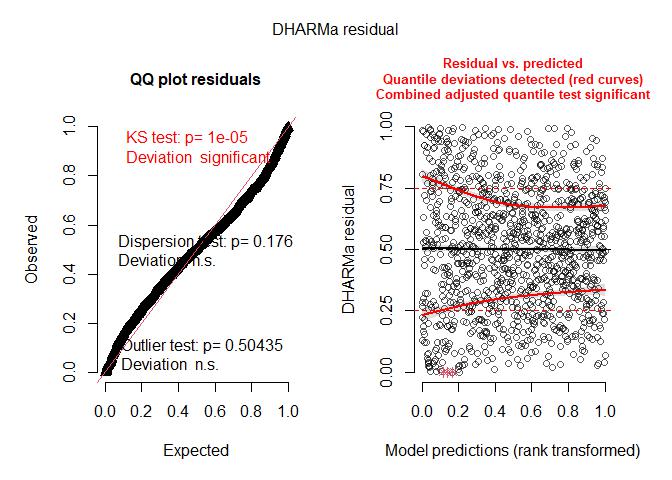 DHARMa residual
QQ plot residuals
KS test: p= 1e-05
Deviation significant
Dispersion test: p= 0.176
Deviation n.s.
Outlier test: p= 0.50435
Deviation n.s.
Observed
0.0 0.2 0.4 0.6 0.8 1.0
0.0 0.2 0.4 0.6 0.8 1.0
Expected
Residual vs. predicted
Quantile deviations detected (red curves)
Combined adjusted quantile test significant
DHARMa residual
0.00 0.25 0.50 0.75 1.00
0.0 0.2 0.4 0.6 0.8 1.0
Model predictions (rank transformed)